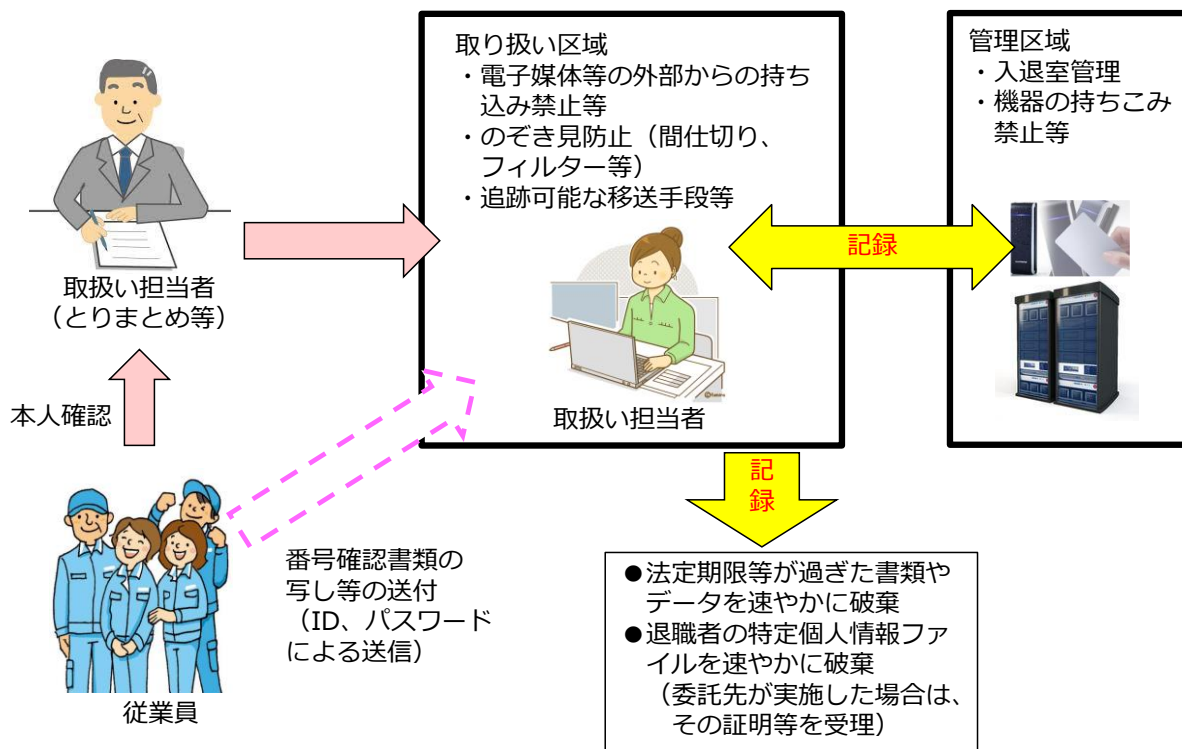 取り扱い区域
・電子媒体等の外部からの持ち
込み禁止等
・のぞき見防止（間仕切り、
フィルター等）
・追跡可能な移送手段等
取扱い担当者
管理区域
・入退室管理
・機器の持ちこみ
禁止等
記録
取扱い担当者
（とりまとめ等）
本人確認
従業員
番号確認書類の
写し等の送付
（ID、パスワード
による送信）
記
録
●法定期限等が過ぎた書類や
データを速やかに破棄
●退職者の特定個人情報ファ
イルを速やかに破棄
（委託先が実施した場合は、
その証明等を受理）